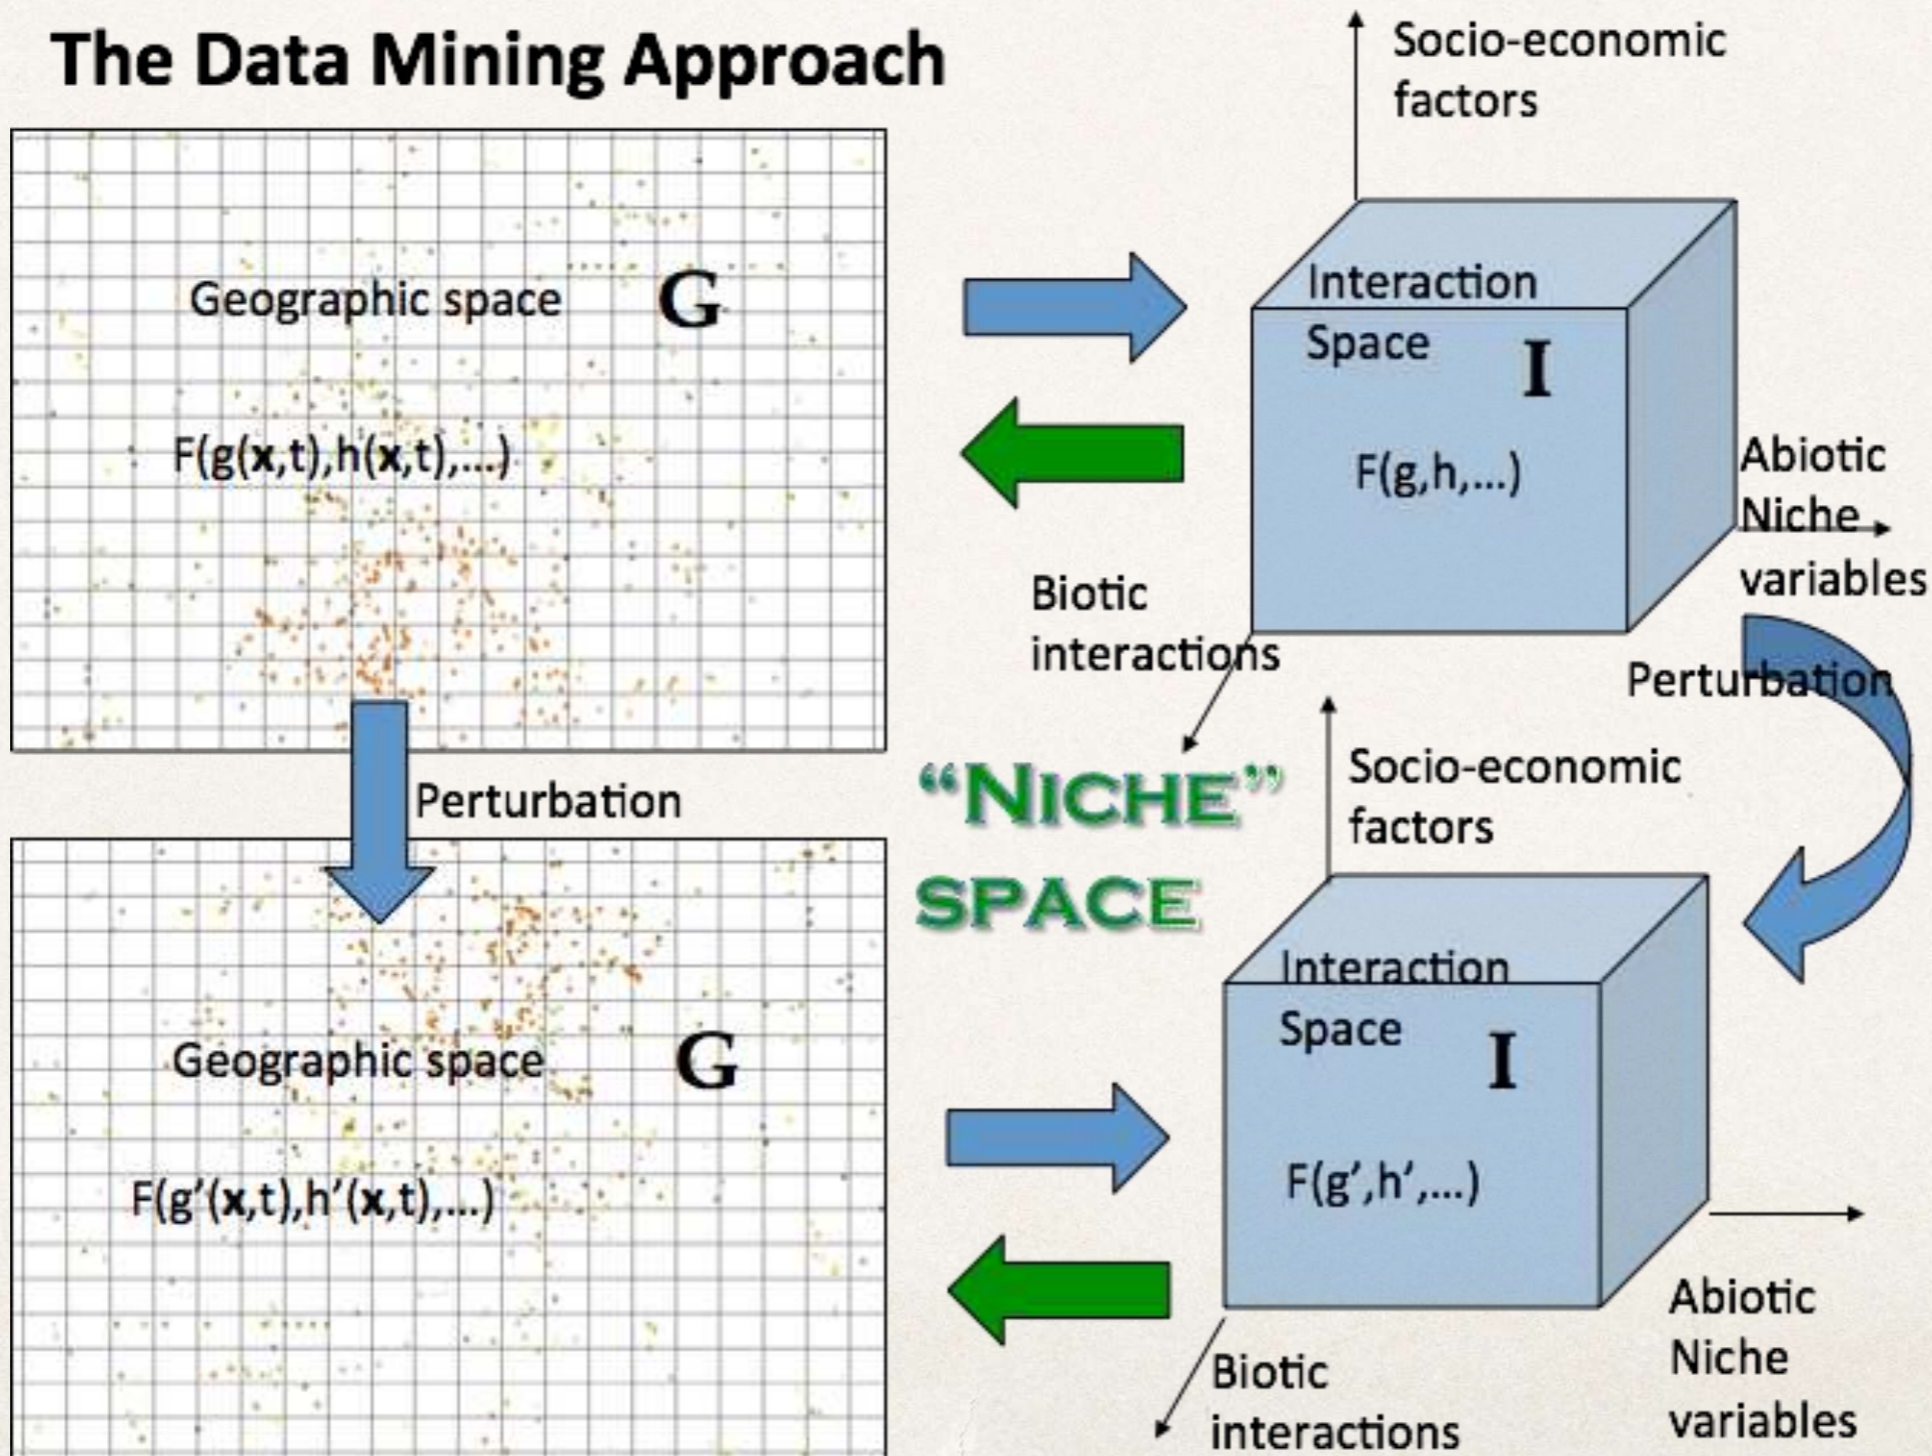 The Data Mining Approach
Geographic space G
F(g(x,t),h(x,t),...)
Perturbation
Geographic space G
F(g’(x,t),h’(x,t),...)
Socio-economic
factors
Interaction
Space I
F(g,h,...)
Abiotic
Niche
variables
Biotic
interactions
Perturbation
“NICHE”
SPACE
Socio-economic
factors
Interaction
Space I
F(g’,h’,...)
Abiotic
Niche
variables
Biotic
interactions